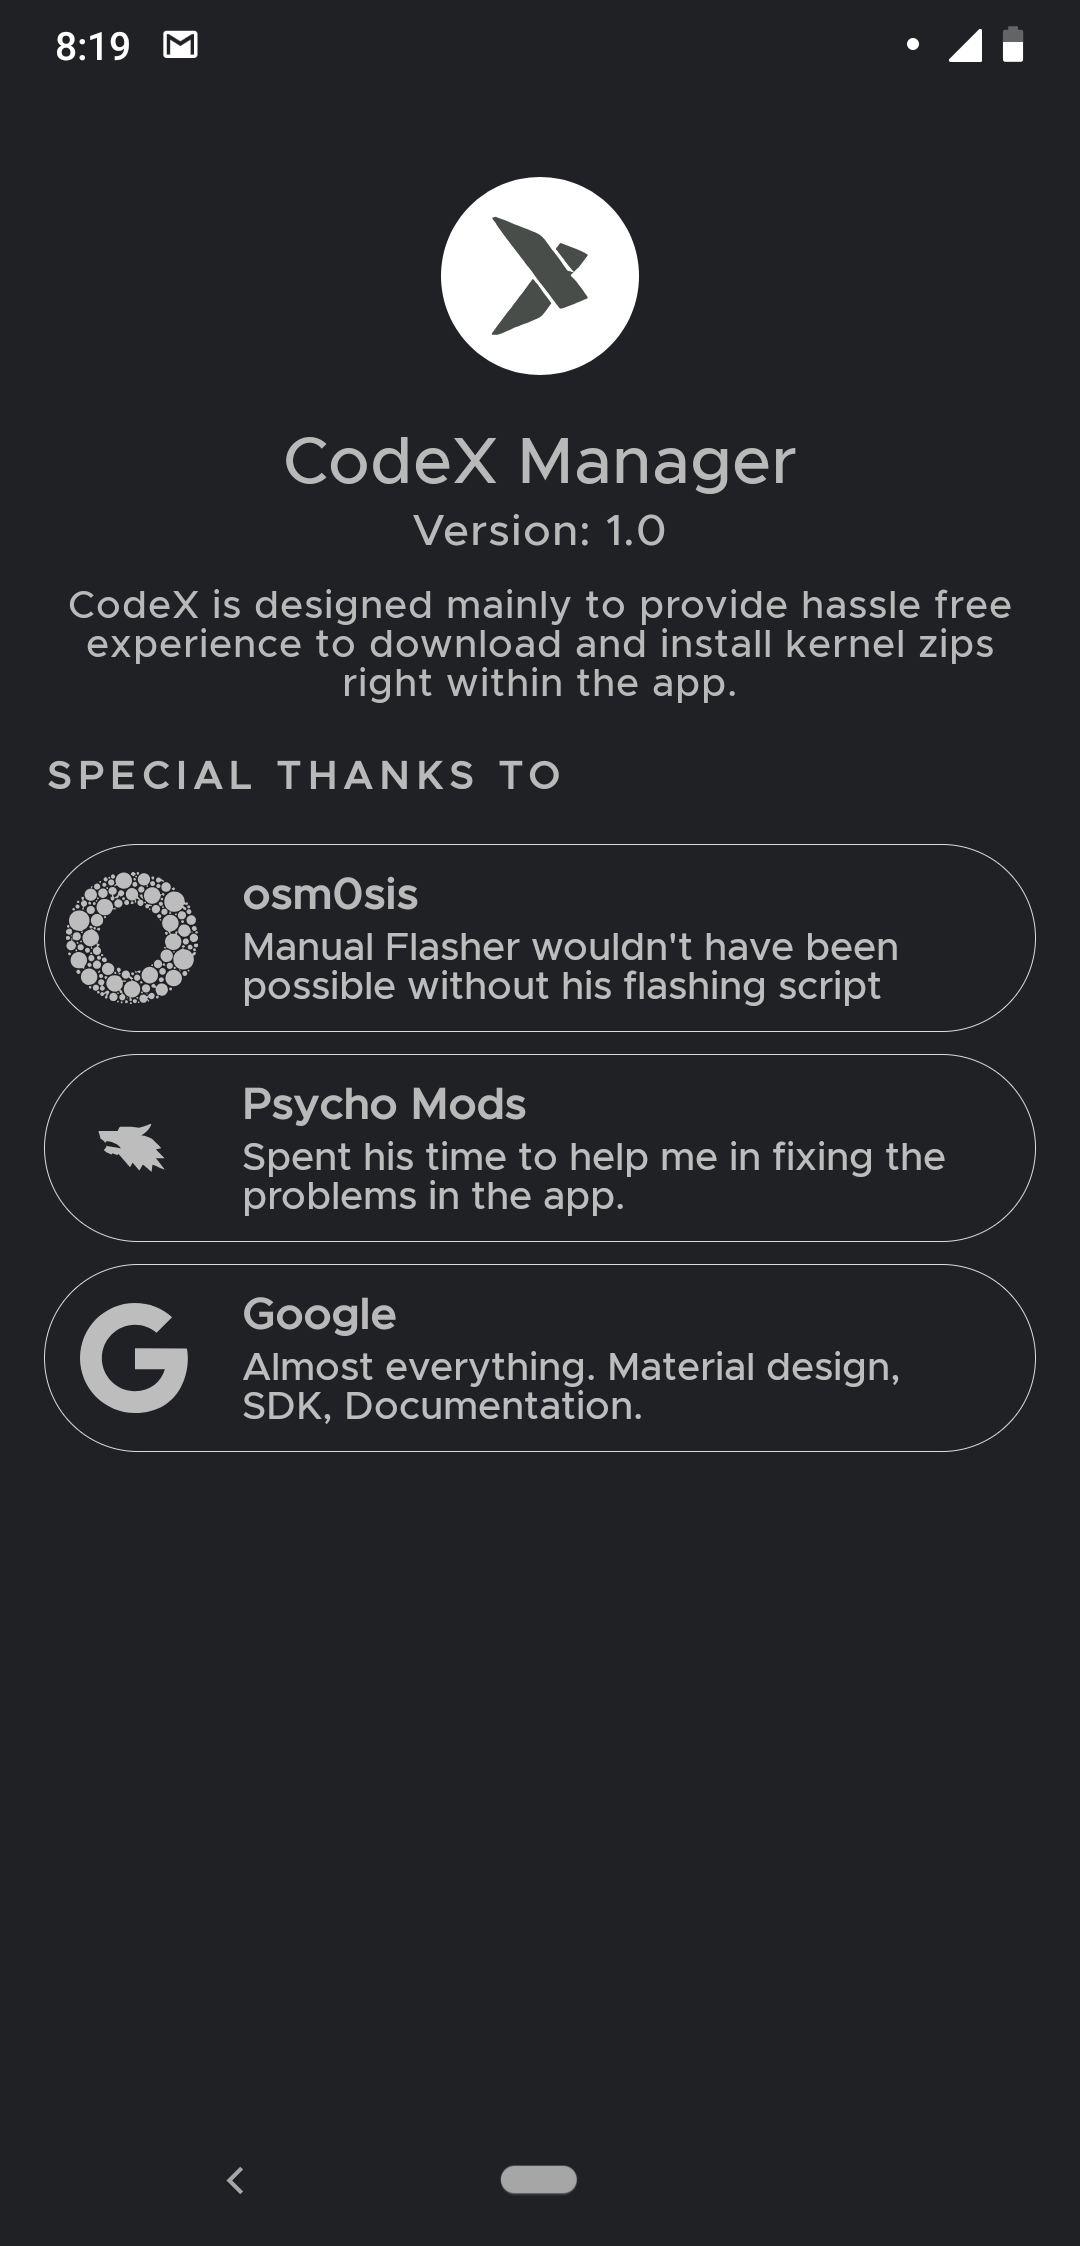 8:19
CodeX Manager
Version: 1.0
CodeX is designed mainly to provide hassle free
experience to download and install kernel zips
right within the app.
SPECIAL THANKS TO
osm0sis
Manual Flasher wouldn't have been
possible without his flashing script
Psycho Mods
Spent his time to help me in fixing the
problems in the app.
Google
Almost everything. Material design,
SDK, Documentation.